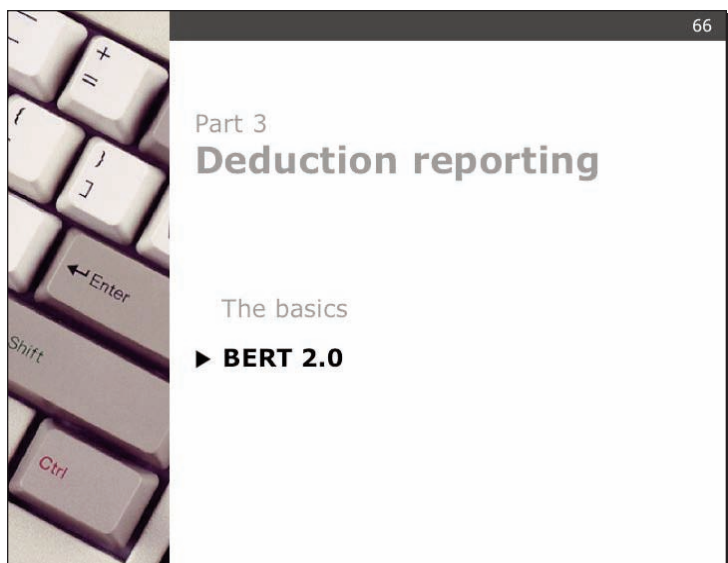 66
+
=
{
}
]
Enter
Shift
Ctrl
Part 3
Deduction reporting
The basics
BERT 2.0